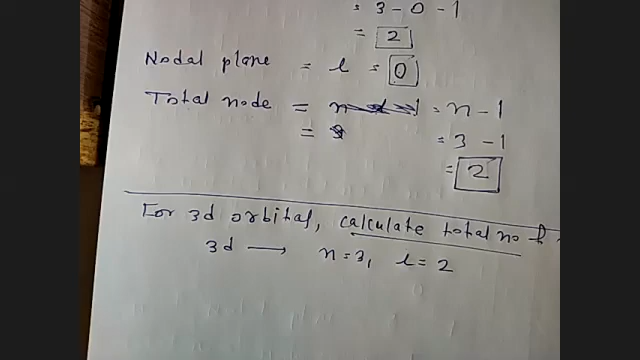 = 3 - 0 - 1
= 2
Nodal plane = l = 0
Total node = = n - 1
= = 3 - 1
= 2
For 3d orbital, calculate total no
3d → n = 3, l = 2